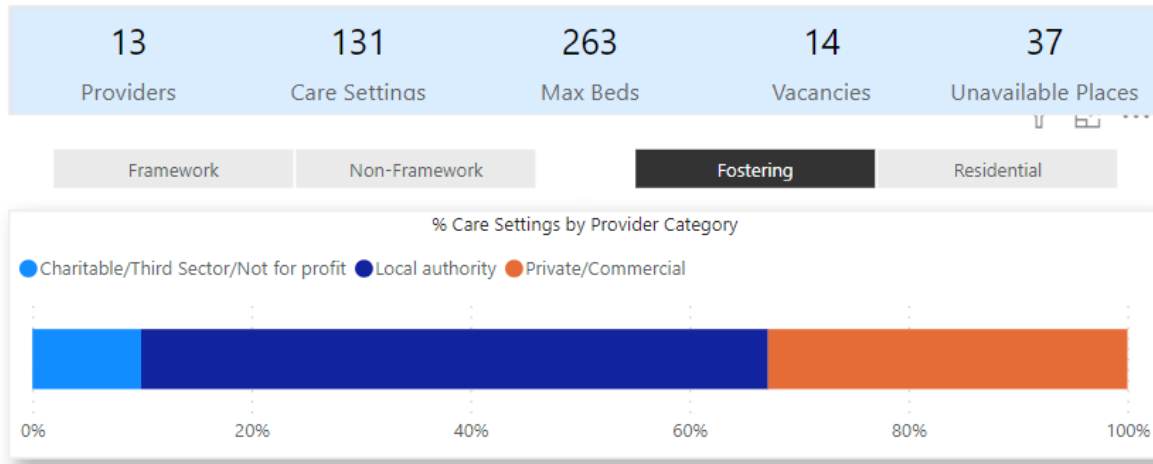 13 131 263 14 37
Providers Care Settings Max Beds Vacancies Unavailable Places
Framework Non-Framework Fostering Residential
% Care Settings by Provider Category
Charitable/Third Sector/Not for profit Local authority Private/Commercial
0% 20% 40% 60% 80% 100%